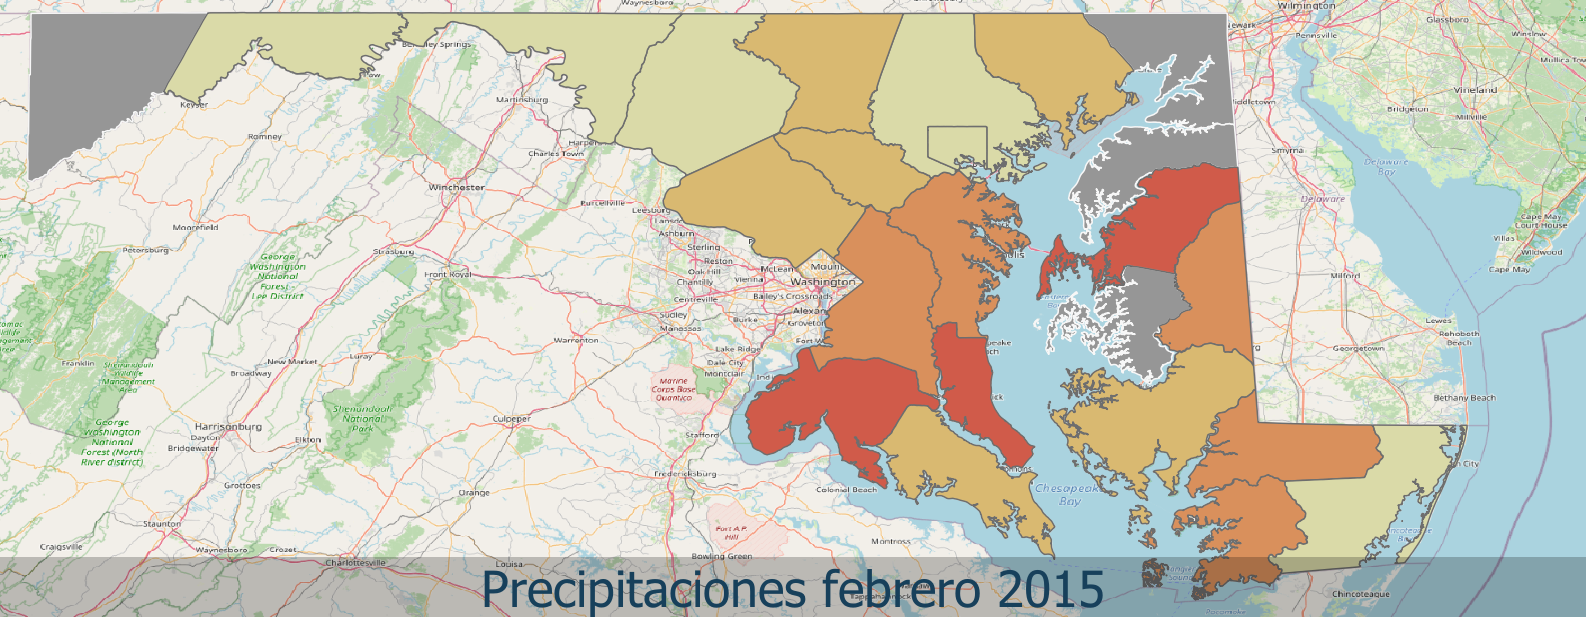 Waynesboro
Wilmington
Glassboro
Pennsville
Winslow
Berkeley Springs
Mullica
Keyser
Martinsburg
Vineland
Middletown
Bridgeton
Millville
Romney
Charles Town
Smyrna
Delaware
Bay
Winchester
Purcellville
Leesburg
Delaware
Moorefield
Ashburn
Cape May
Court House
Petersburg
Strasburg
Sterling
Villas
Wildwood
George
Washington
National
Forest -
Lee District
Front Royal
Reston
Oak Hill
Chantilly
McLean
Vienna
Mount
Washington
Cape May
Milford
Centreville
Bailey's Crossroads
Sudley
Burke
Groveton
Lewes
Rehoboth
Beach
Manassas
Warrenton
Georgetown
Franklin
New Market
Luray
Lake Ridge
Dale City
Montclair
Shenandoah
Wildlife
Management
Area
Broadway
Marine
Corps Base
Quantico
Bethany Beach
Shenandoah
National
Park
Culpeper
Harrisonburg
Dayton
Bridgewater
Elkton
Stafford
George
Washington
National
Forest (North
River district)
Fredericksburg
Grottoes
Orange
Colonial Beach
Chesapeake
Bay
Staunton
Fort A.P.
Hill
Craigsville
Waynesboro
Crozet
Montross
Bowling Green
Charlottesville
Louisa
Precipitaciones febrero 2015
Chincoteague
Pocomoke